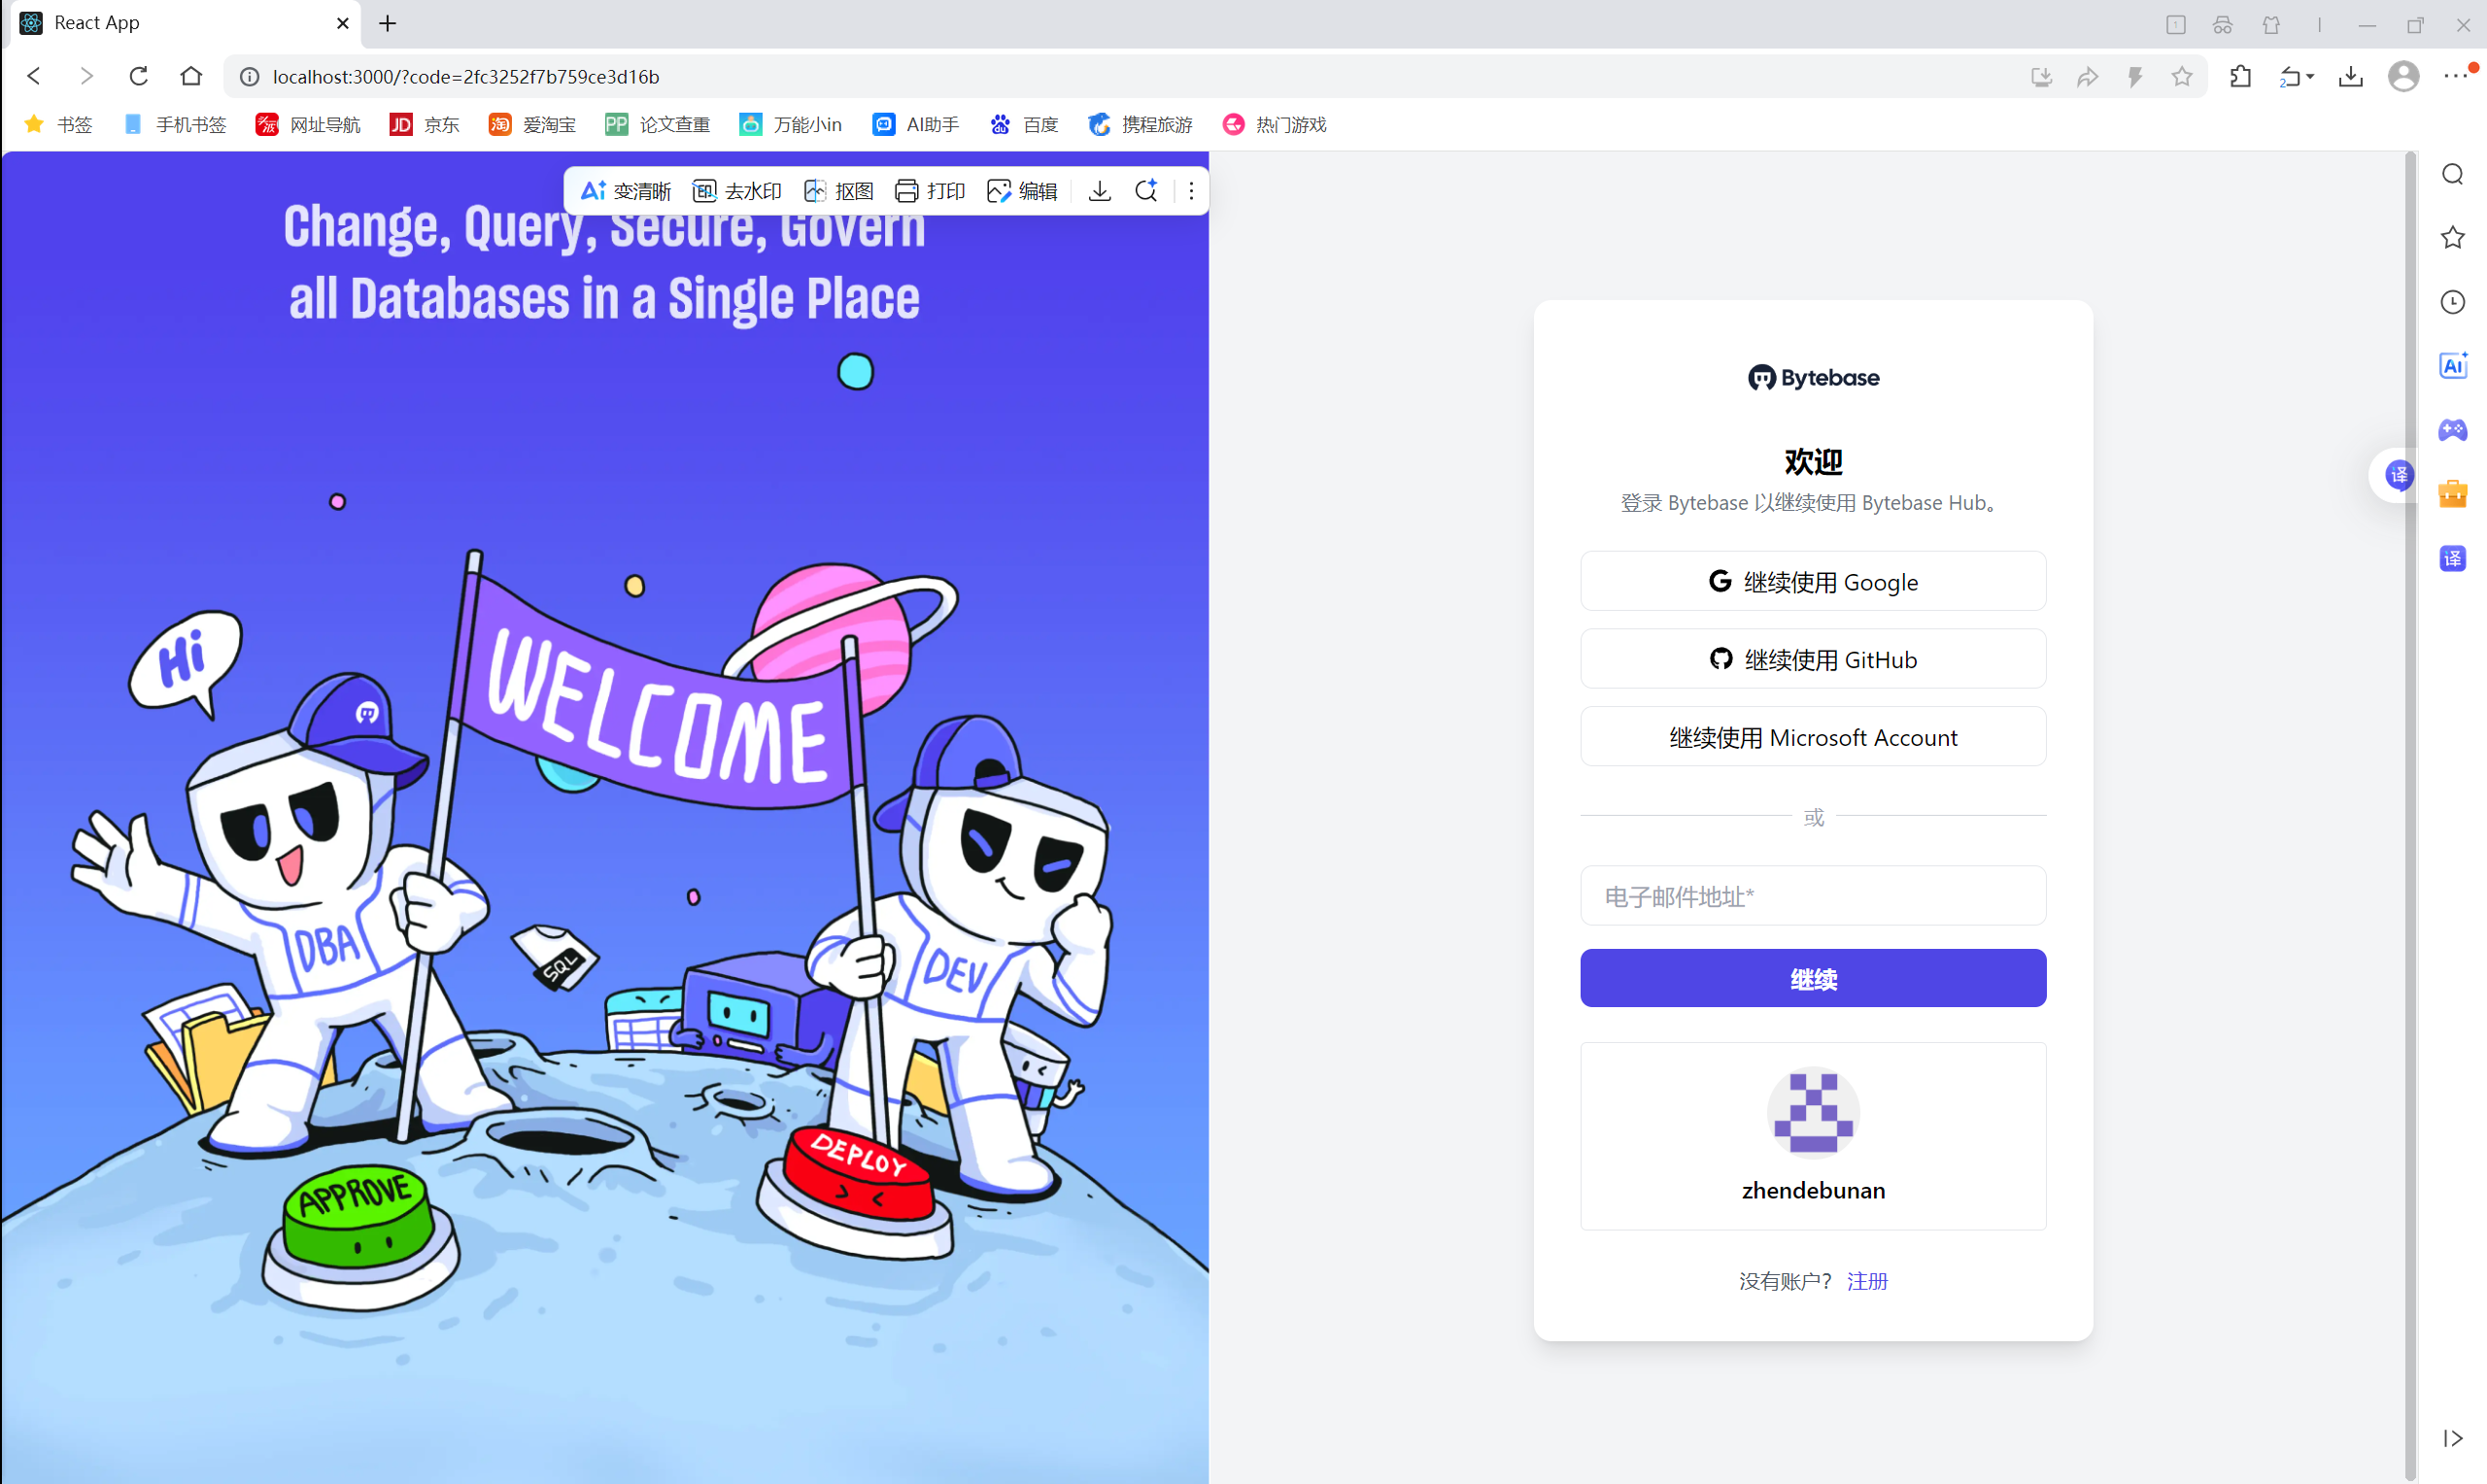 React App
localhost:3000/?code=2fc3252f7b759ce3d16b
书签 手机书签 网址导航 京东 爱淘宝 论文查重 万能小in AI助手 百度 携程旅游 热门游戏
变清晰 去水印 抠图 打印 编辑
Change, Query, Secure, Govern
all Databases in a Single Place
Hi
WELCOME
DBA
SQL
DEV
APPROVE
DEPLOY
Bytebase
欢迎
登录 Bytebase 以继续使用 Bytebase Hub。
继续使用 Google
继续使用 GitHub
继续使用 Microsoft Account
或
电子邮件地址*
继续
zhendebunan
没有账户? 注册
译
译